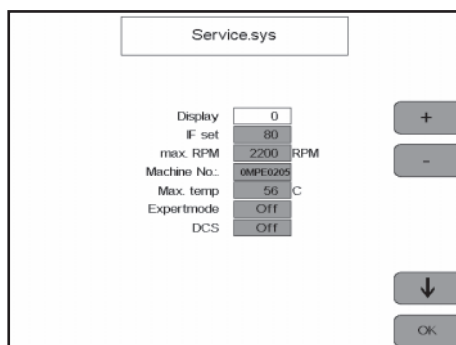 Service.sys
Display 0
IF set 80
max. RPM 2200 RPM
Machine No.: 0MPE0205
Max. temp 56 C
Expertmode Off
DCS Off
+
-
↓
OK